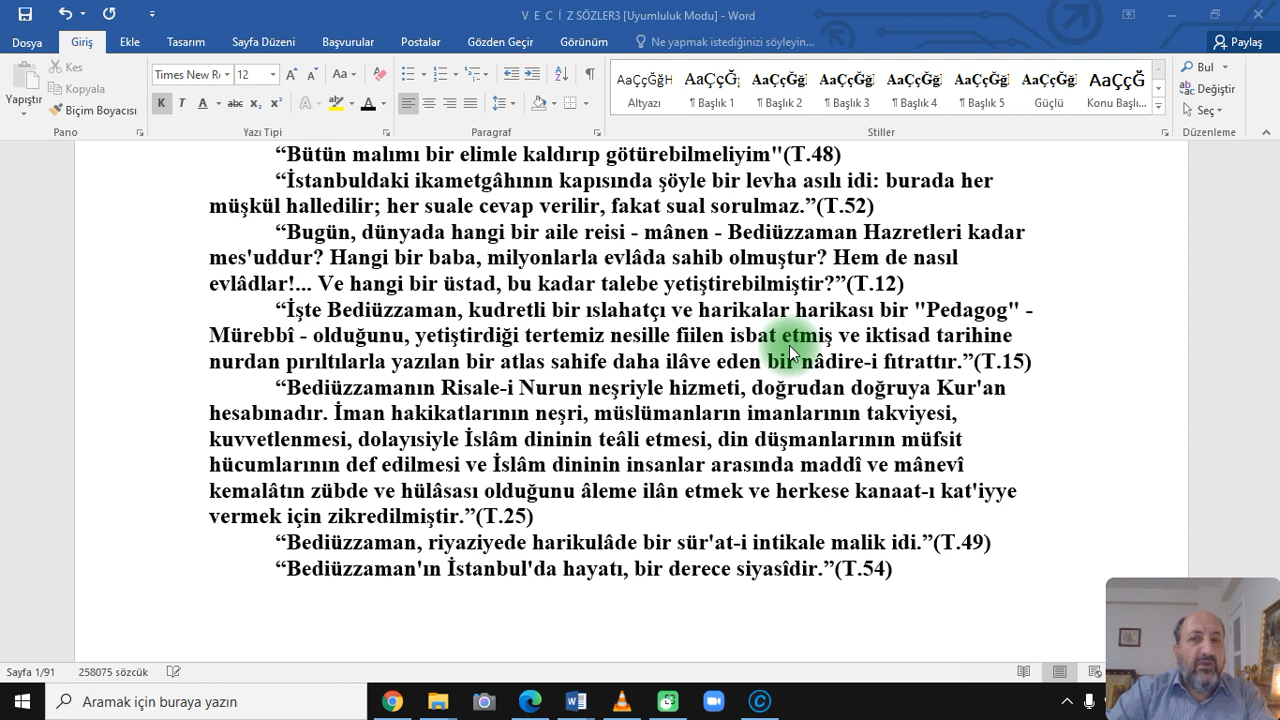 V E C İ Z SÖZLER3 [Uyumluluk Modu] - Word
Dosya Giriş Ekle Tasarım Sayfa Düzeni Başvurular Postalar Gözden Geçir Görünüm Ne yapmak istediğinizi söyleyin... Paylaş
Yapıştır
Kes
Kopyala
Biçim Boyacısı
Pano
Times New Ro 12
Yazı Tipi
Paragraf
AaÇçĞğH AaÇçĞ AaÇçĞğ AaÇçĞğ AaÇçĞğ AaÇçĞğ AaÇçĞğ AaÇçĞ
Altyazı ¶ Başlık 1 ¶ Başlık 2 ¶ Başlık 3 ¶ Başlık 4 ¶ Başlık 5 Güçlü Konu Başlı...
Stiller
Bul
Değiştir
Seç
Düzenleme
“Bütün malımı bir elimle kaldırıp götürebilmeliyim"(T.48)
“İstanbuldaki ikametgâhının kapısında şöyle bir levha asılı idi: burada her
müşkül halledilir; her suale cevap verilir, fakat sual sorulmaz.”(T.52)
“Bugün, dünyada hangi bir aile reisi - mânen - Bediüzzaman Hazretleri kadar
mes'uddur? Hangi bir baba, milyonlarla evlâda sahib olmuştur? Hem de nasıl
evlâdlar!... Ve hangi bir üstad, bu kadar talebe yetiştirebilmiştir?”(T.12)
“İşte Bediüzzaman, kudretli bir ıslahatçı ve harikalar harikası bir "Pedagog" -
Mürebbî - olduğunu, yetiştirdiği tertemiz nesille fiilen isbat etmiş ve iktisad tarihine
nurdan pırıltılarla yazılan bir atlas sahife daha ilâve eden bir nâdire-i fıtrattır.”(T.15)
“Bediüzzamanın Risale-i Nurun neşriyle hizmeti, doğrudan doğruya Kur'an
hesabınadır. İman hakikatlarının neşri, müslümanların imanlarının takviyesi,
kuvvetlenmesi, dolayısiyle İslâm dininin teâli etmesi, din düşmanlarının müfsit
hücumlarının def edilmesi ve İslâm dininin insanlar arasında maddî ve mânevî
kemalâtın zübde ve hülâsası olduğunu âleme ilân etmek ve herkese kanaat-ı kat'iyye
vermek için zikredilmiştir.”(T.25)
“Bediüzzaman, riyaziyede harikulâde bir sür'at-i intikale malik idi.”(T.49)
“Bediüzzaman'ın İstanbul'da hayatı, bir derece siyasîdir.”(T.54)
Sayfa 1/91 258075 sözcük
Aramak için buraya yazın